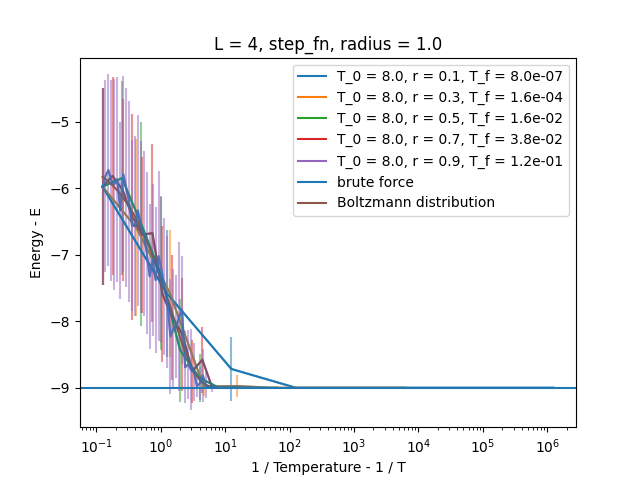 L = 4, step_fn, radius = 1.0
T_0 = 8.0, r = 0.1, T_f = 8.0e-07
T_0 = 8.0, r = 0.3, T_f = 1.6e-04
T_0 = 8.0, r = 0.5, T_f = 1.6e-02
T_0 = 8.0, r = 0.7, T_f = 3.8e-02
T_0 = 8.0, r = 0.9, T_f = 1.2e-01
brute force
Boltzmann distribution
Energy - E
−5
−6
−7
−8
−9
10⁻¹ 10⁰ 10¹ 10² 10³ 10⁴ 10⁵ 10⁶
1 / Temperature - 1 / T